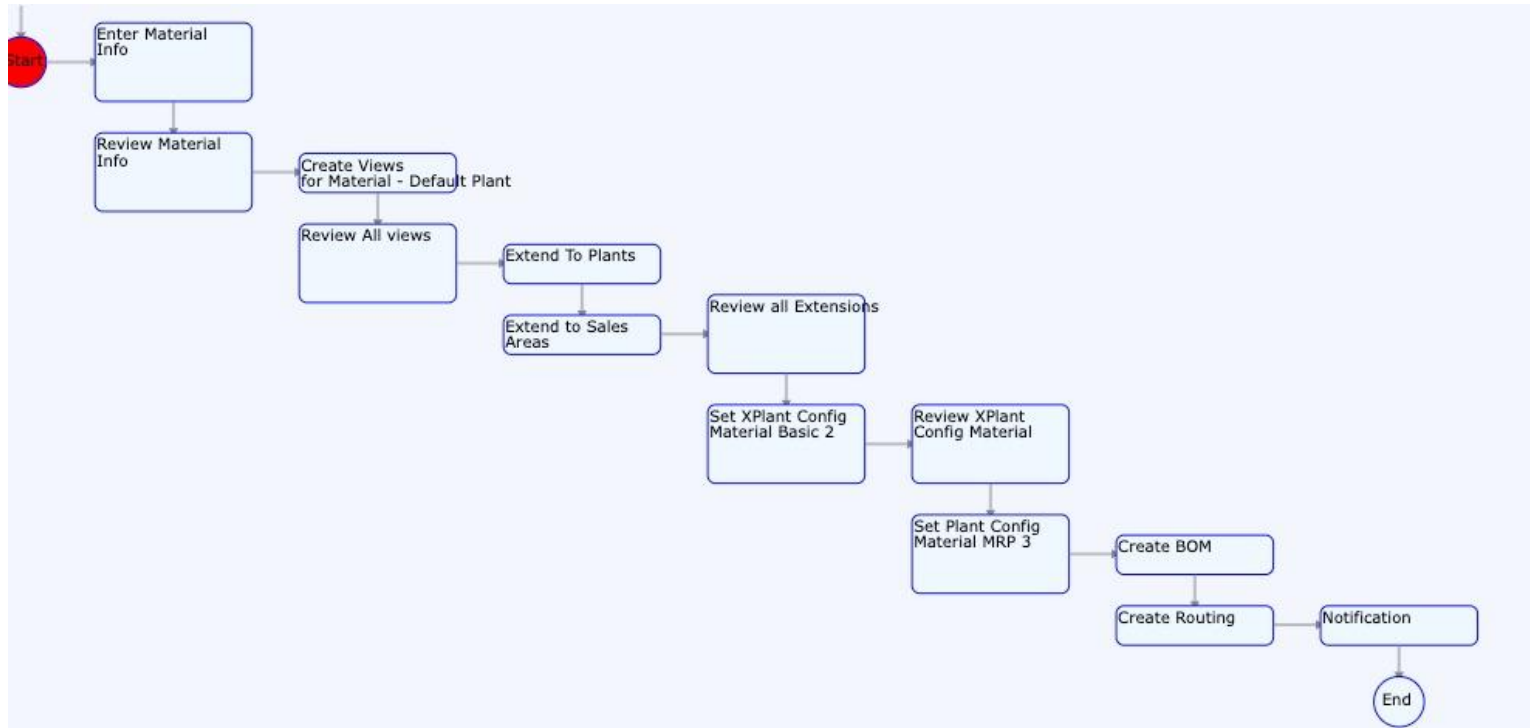 Start
Enter Material
Info
Review Material
Info
Create Views
for Material - Default Plant
Review All views
Extend To Plants
Extend to Sales
Areas
Review all Extensions
Set XPlant Config
Material Basic 2
Review XPlant
Config Material
Set Plant Config
Material MRP 3
Create BOM
Create Routing
Notification
End